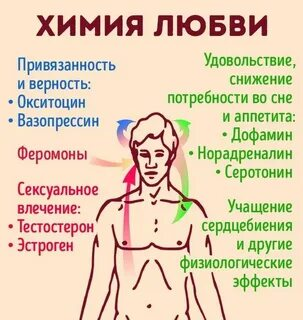 ХИМИЯ ЛЮБВИ
Привязанность
и верность:
• Окситоцин
• Вазопрессин
Феромоны
Сексуальное
влечение:
• Тестостерон
• Эстроген
Удовольствие,
снижение
потребности во сне
и аппетита:
• Дофамин
• Норадреналин
• Серотонин
Учащение
сердцебиения
и другие
физиологические
эффекты